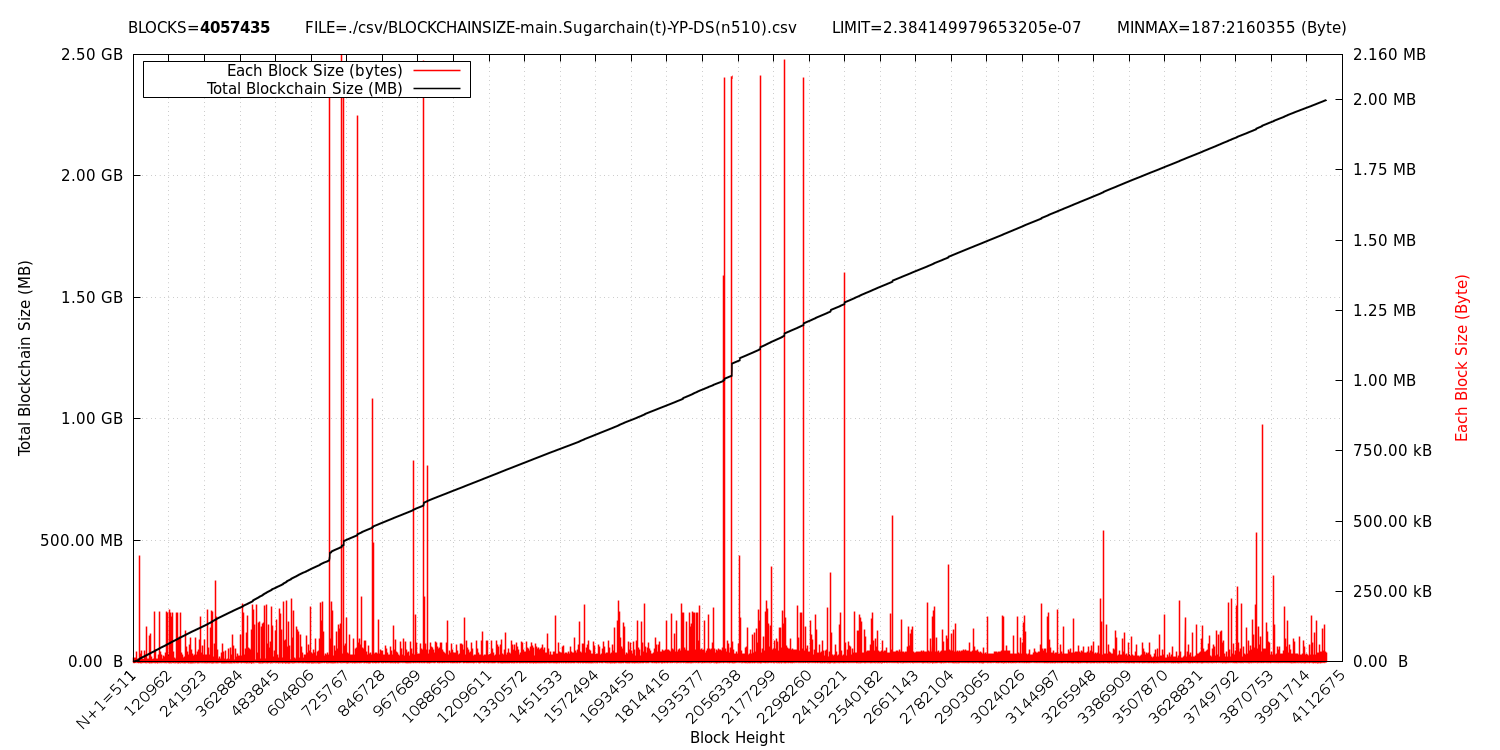 BLOCKS=4057435 FILE=./csv/BLOCKCHAINSIZE-main.Sugarchain(t)-YP-DS(n510).csv LIMIT=2.384149979653205e-07 MINMAX=187:2160355 (Byte)
Each Block Size (bytes)
Total Blockchain Size (MB)
2.50 GB
2.00 GB
1.50 GB
1.00 GB
500.00 MB
0.00 B
Total Blockchain Size (MB)
2.160 MB
2.00 MB
1.75 MB
1.50 MB
1.25 MB
1.00 MB
750.00 kB
500.00 kB
250.00 kB
0.00 B
Each Block Size (Byte)
N+1=511
120962
241923
362884
483845
604806
725767
846728
967689
1088650
1209611
1330572
1451533
1572494
1693455
1814416
1935377
2056338
2177299
2298260
2419221
2540182
2661143
2782104
2903065
3024026
3144987
3265948
3386909
3507870
3628831
3749792
3870753
3991714
4112675
Block Height